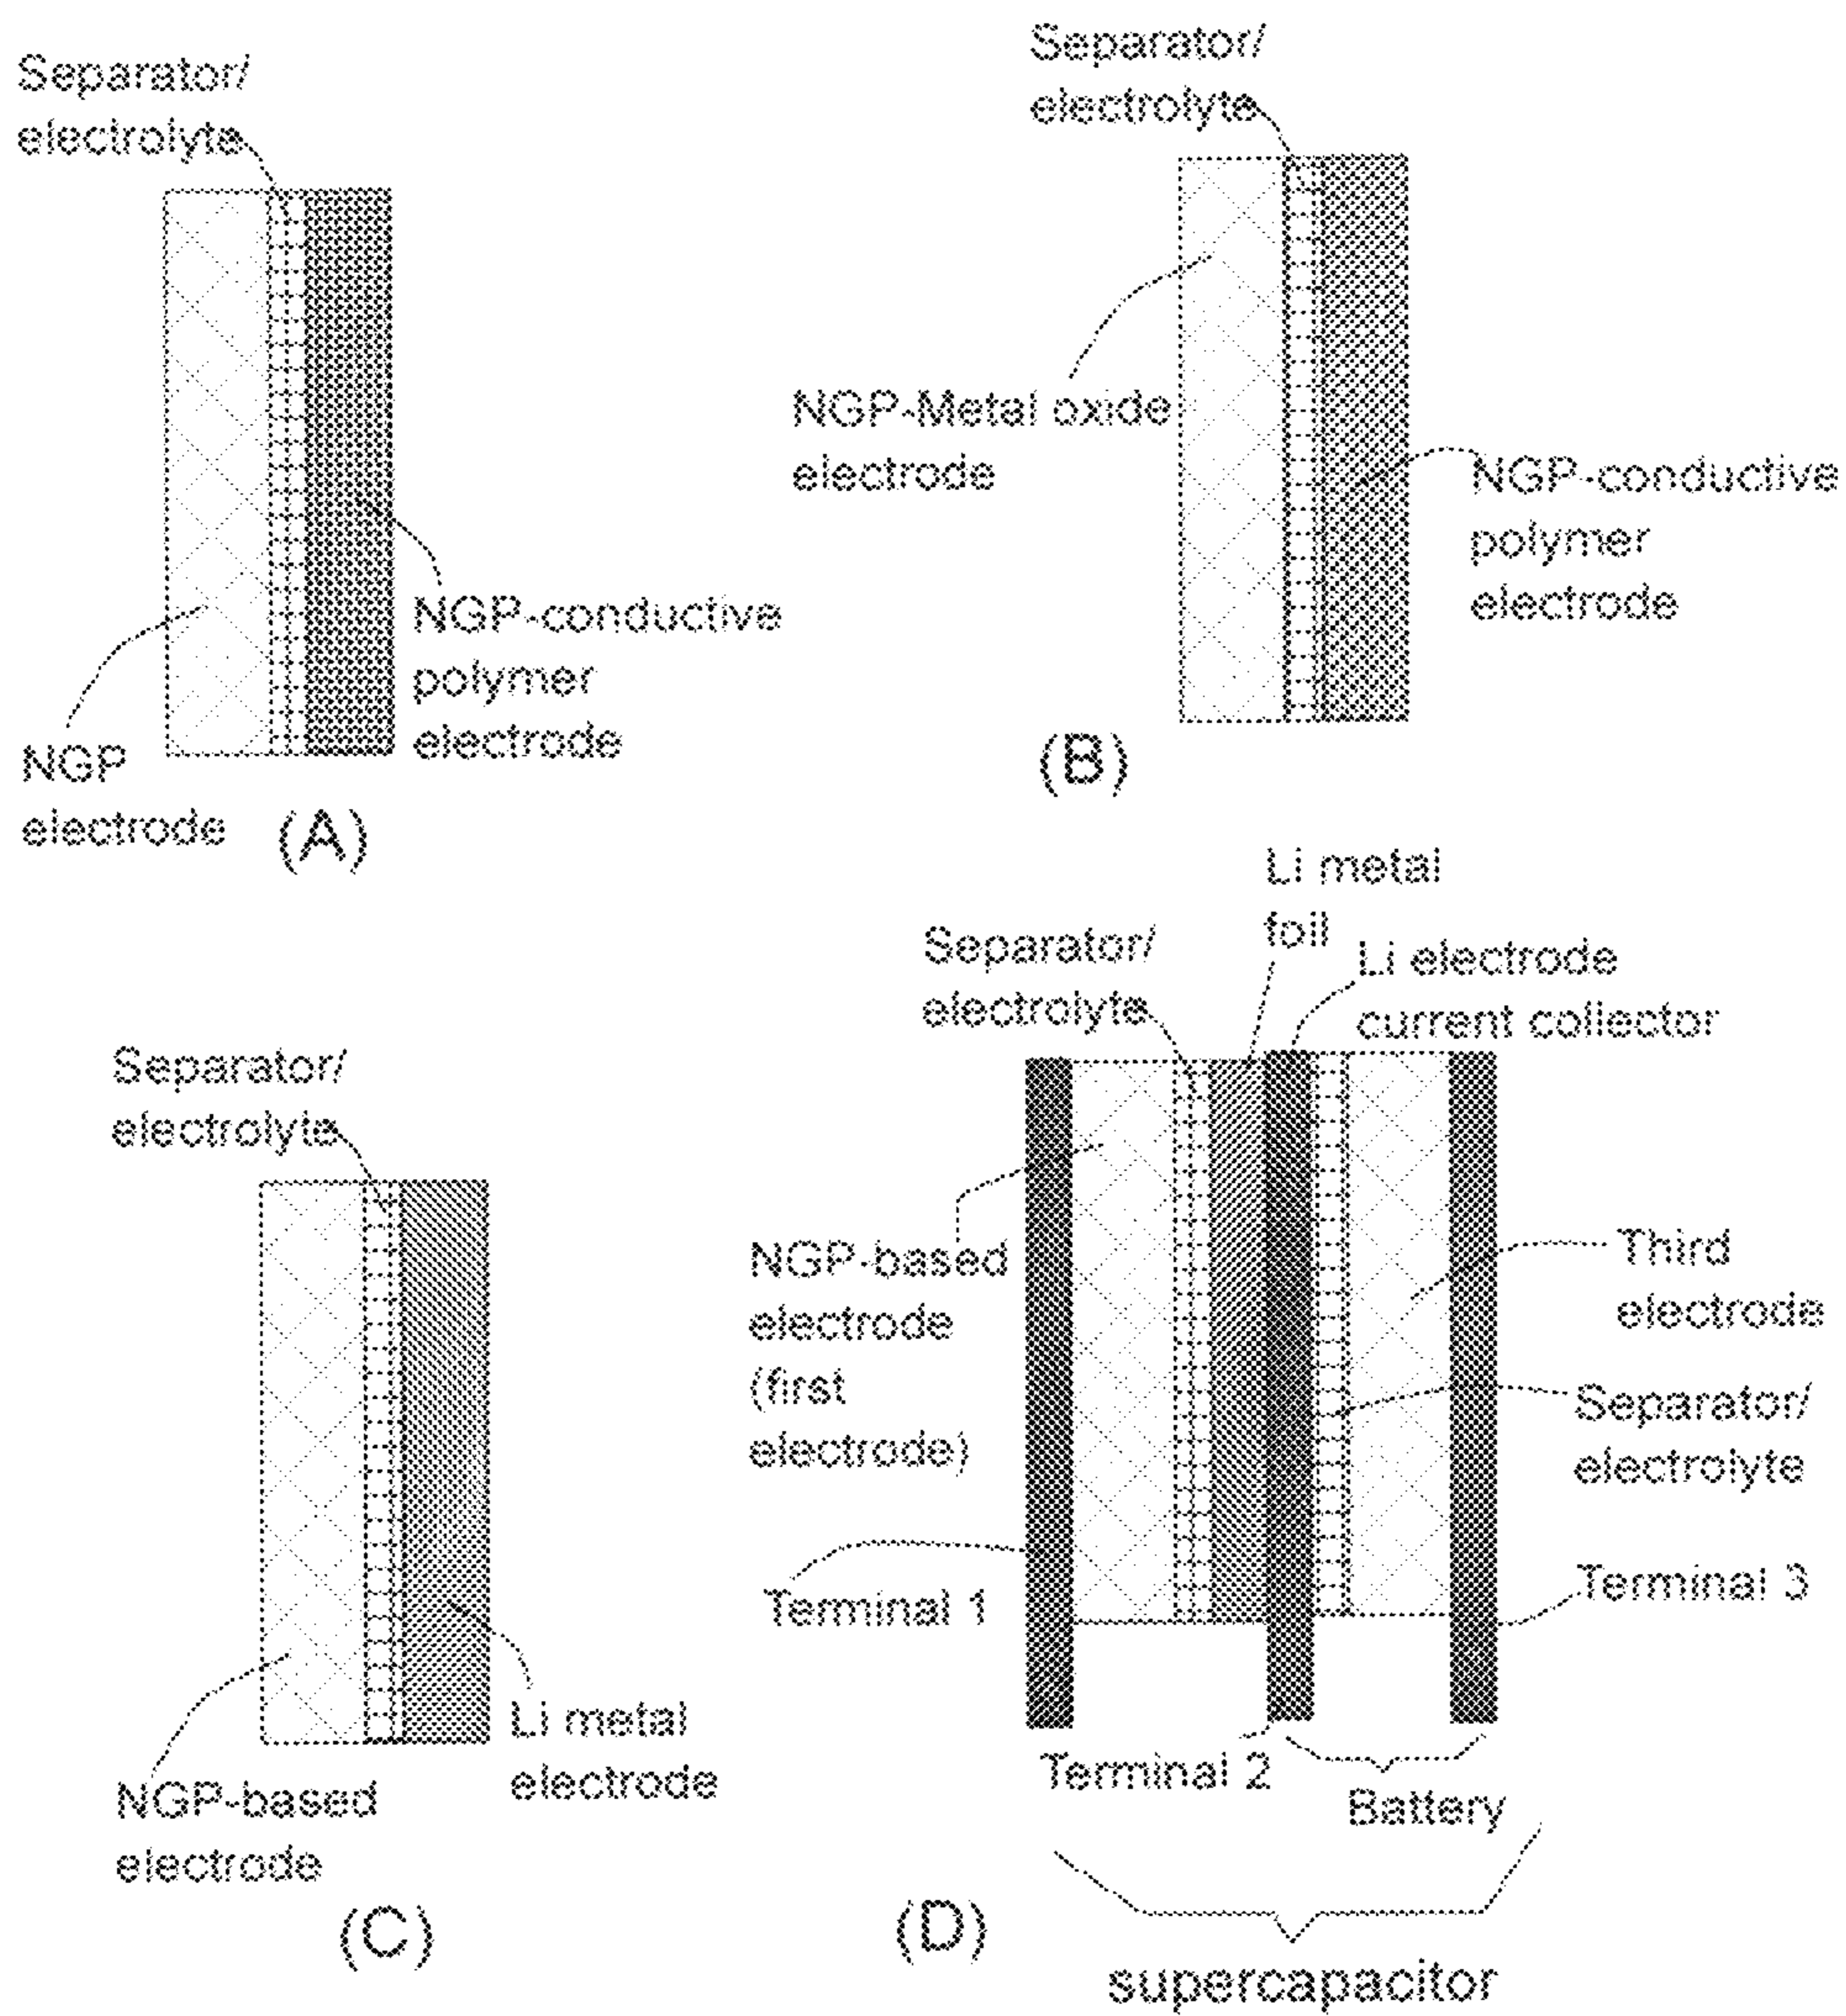 Separator/
electrolyte
NGP-conductive
polymer
electrode
NGP
electrode
(A)
Separator/
electrolyte
NGP-Metal oxide
electrode
NGP-conductive
polymer
electrode
(B)
Separator/
electrolyte
Li metal
electrode
NGP-based
electrode
(C)
Li metal
foil
Separator/
electrolyte
Li electrode
current collector
NGP-based
electrode
(first
electrode)
Third
electrode
Separator/
electrolyte
Terminal 1
Terminal 3
Terminal 2
Battery
(D)
supercapacitor